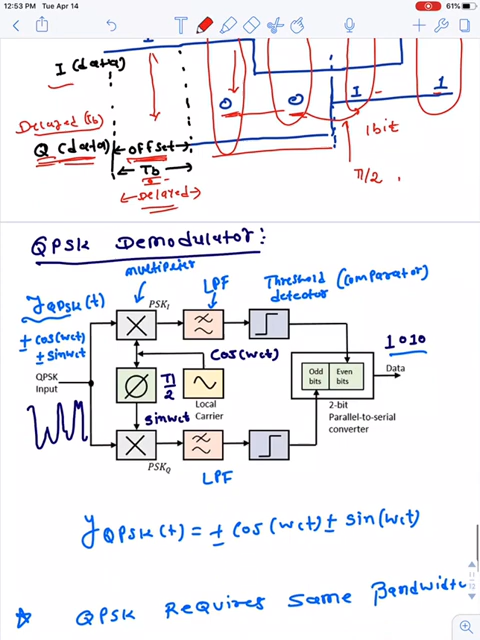 12:53 PM Tue Apr 14
61%
I (data)
Delayed (Tb)
Q (data)
offset
Tb
Delayed
0
0
1
1
1bit
π/2
QPSK Demodulator:
multiplier
LPF
Threshold (comparator)
detector
yQPSK(t)
± cos(wct)
± sinwct
PSKI
cos(wct)
QPSK
Input
Ø
π/2
Local
Carrier
sinwct
PSKQ
LPF
Odd
bits
Even
bits
1010
Data
2-bit
Parallel-to-serial
converter
yQPSK(t) = ± cos(wct) ± sin(wct)
QPSK Requires Same Bandwidth